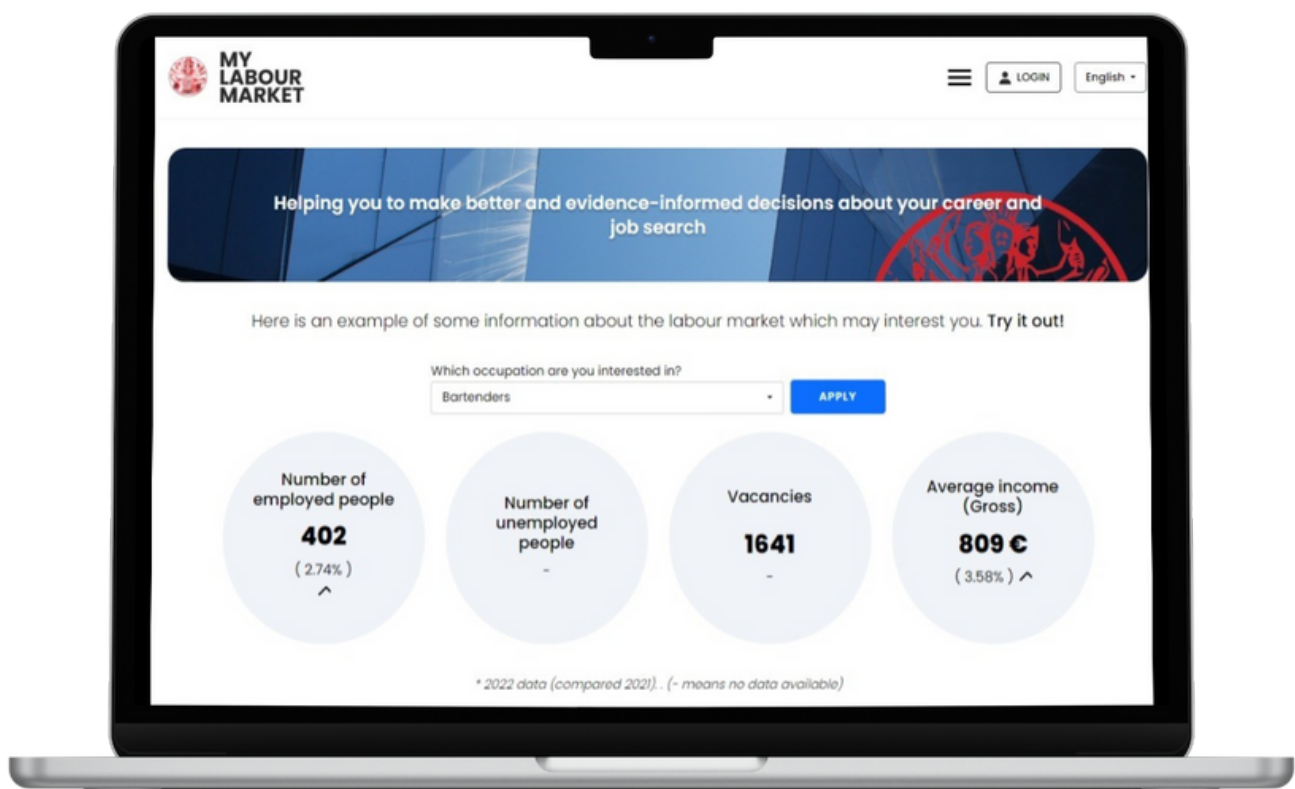 MY
LABOUR
MARKET
LOGIN
English
Helping you to make better and evidence-informed decisions about your career and
job search
Here is an example of some information about the labour market which may interest you. Try it out!
Which occupation are you interested in?
Bartenders
APPLY
Number of
employed people
402
( 2.74% )
Number of
unemployed
people
-
Vacancies
1641
-
Average income
(Gross)
809 €
( 3.58% )
* 2022 data (compared 2021). . (- means no data available)